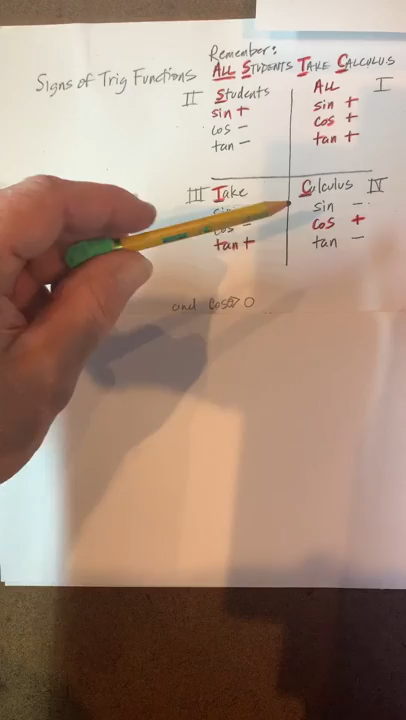 Remember:
Signs of Trig Functions
ALL STUDENTS TAKE CALCULUS
II
Students
sin +
cos −
tan −
ALL
I
sin +
cos +
tan +
III
Take
tan +
Calculus
IV
sin −
cos +
tan −
and cosθ > 0